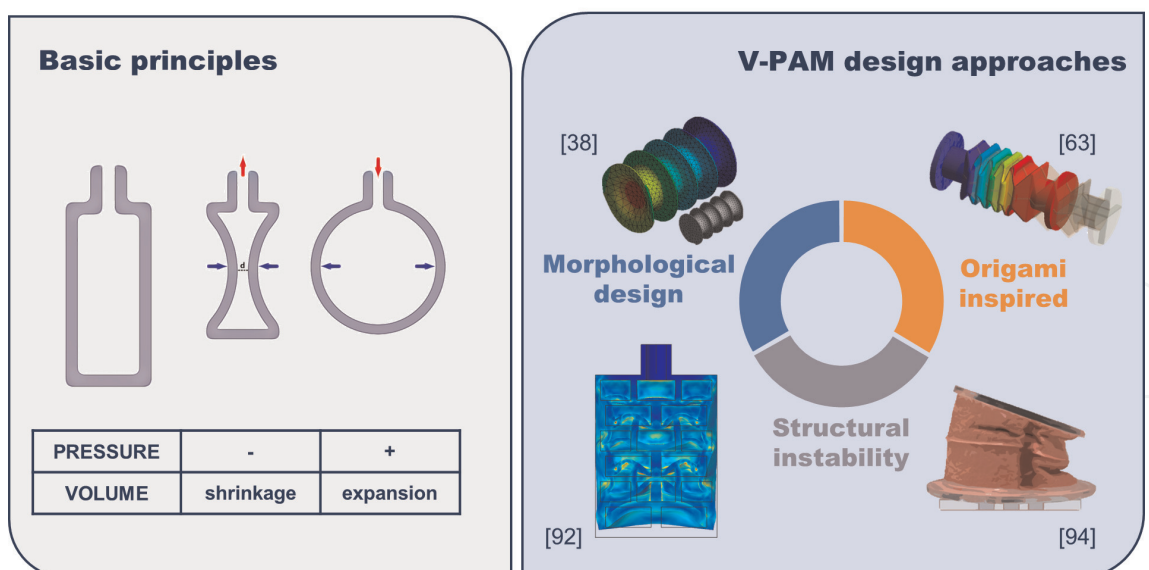 Basic principles
d
PRESSURE - +
VOLUME shrinkage expansion
V-PAM design approaches
[38]
[63]
Morphological
design
Origami
inspired
Structural
instability
[92]
[94]